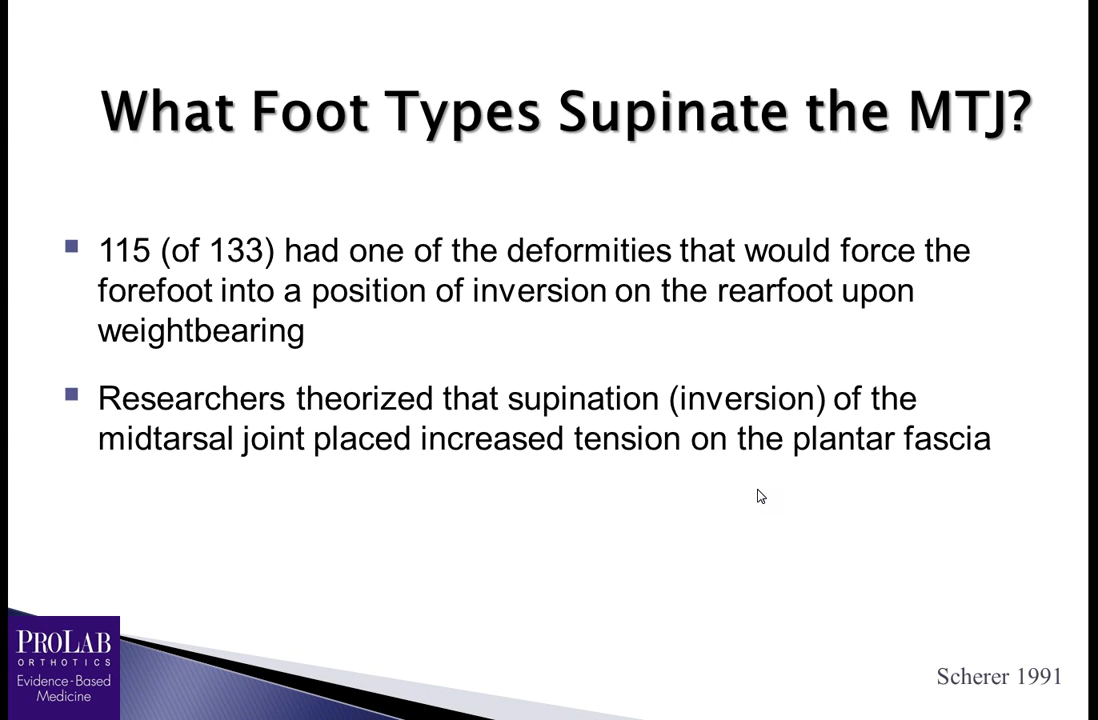 What Foot Types Supinate the MTJ?
115 (of 133) had one of the deformities that would force the
forefoot into a position of inversion on the rearfoot upon
weightbearing
Researchers theorized that supination (inversion) of the
midtarsal joint placed increased tension on the plantar fascia
PROLAB
ORTHOTICS
Evidence-Based
Medicine
Scherer 1991